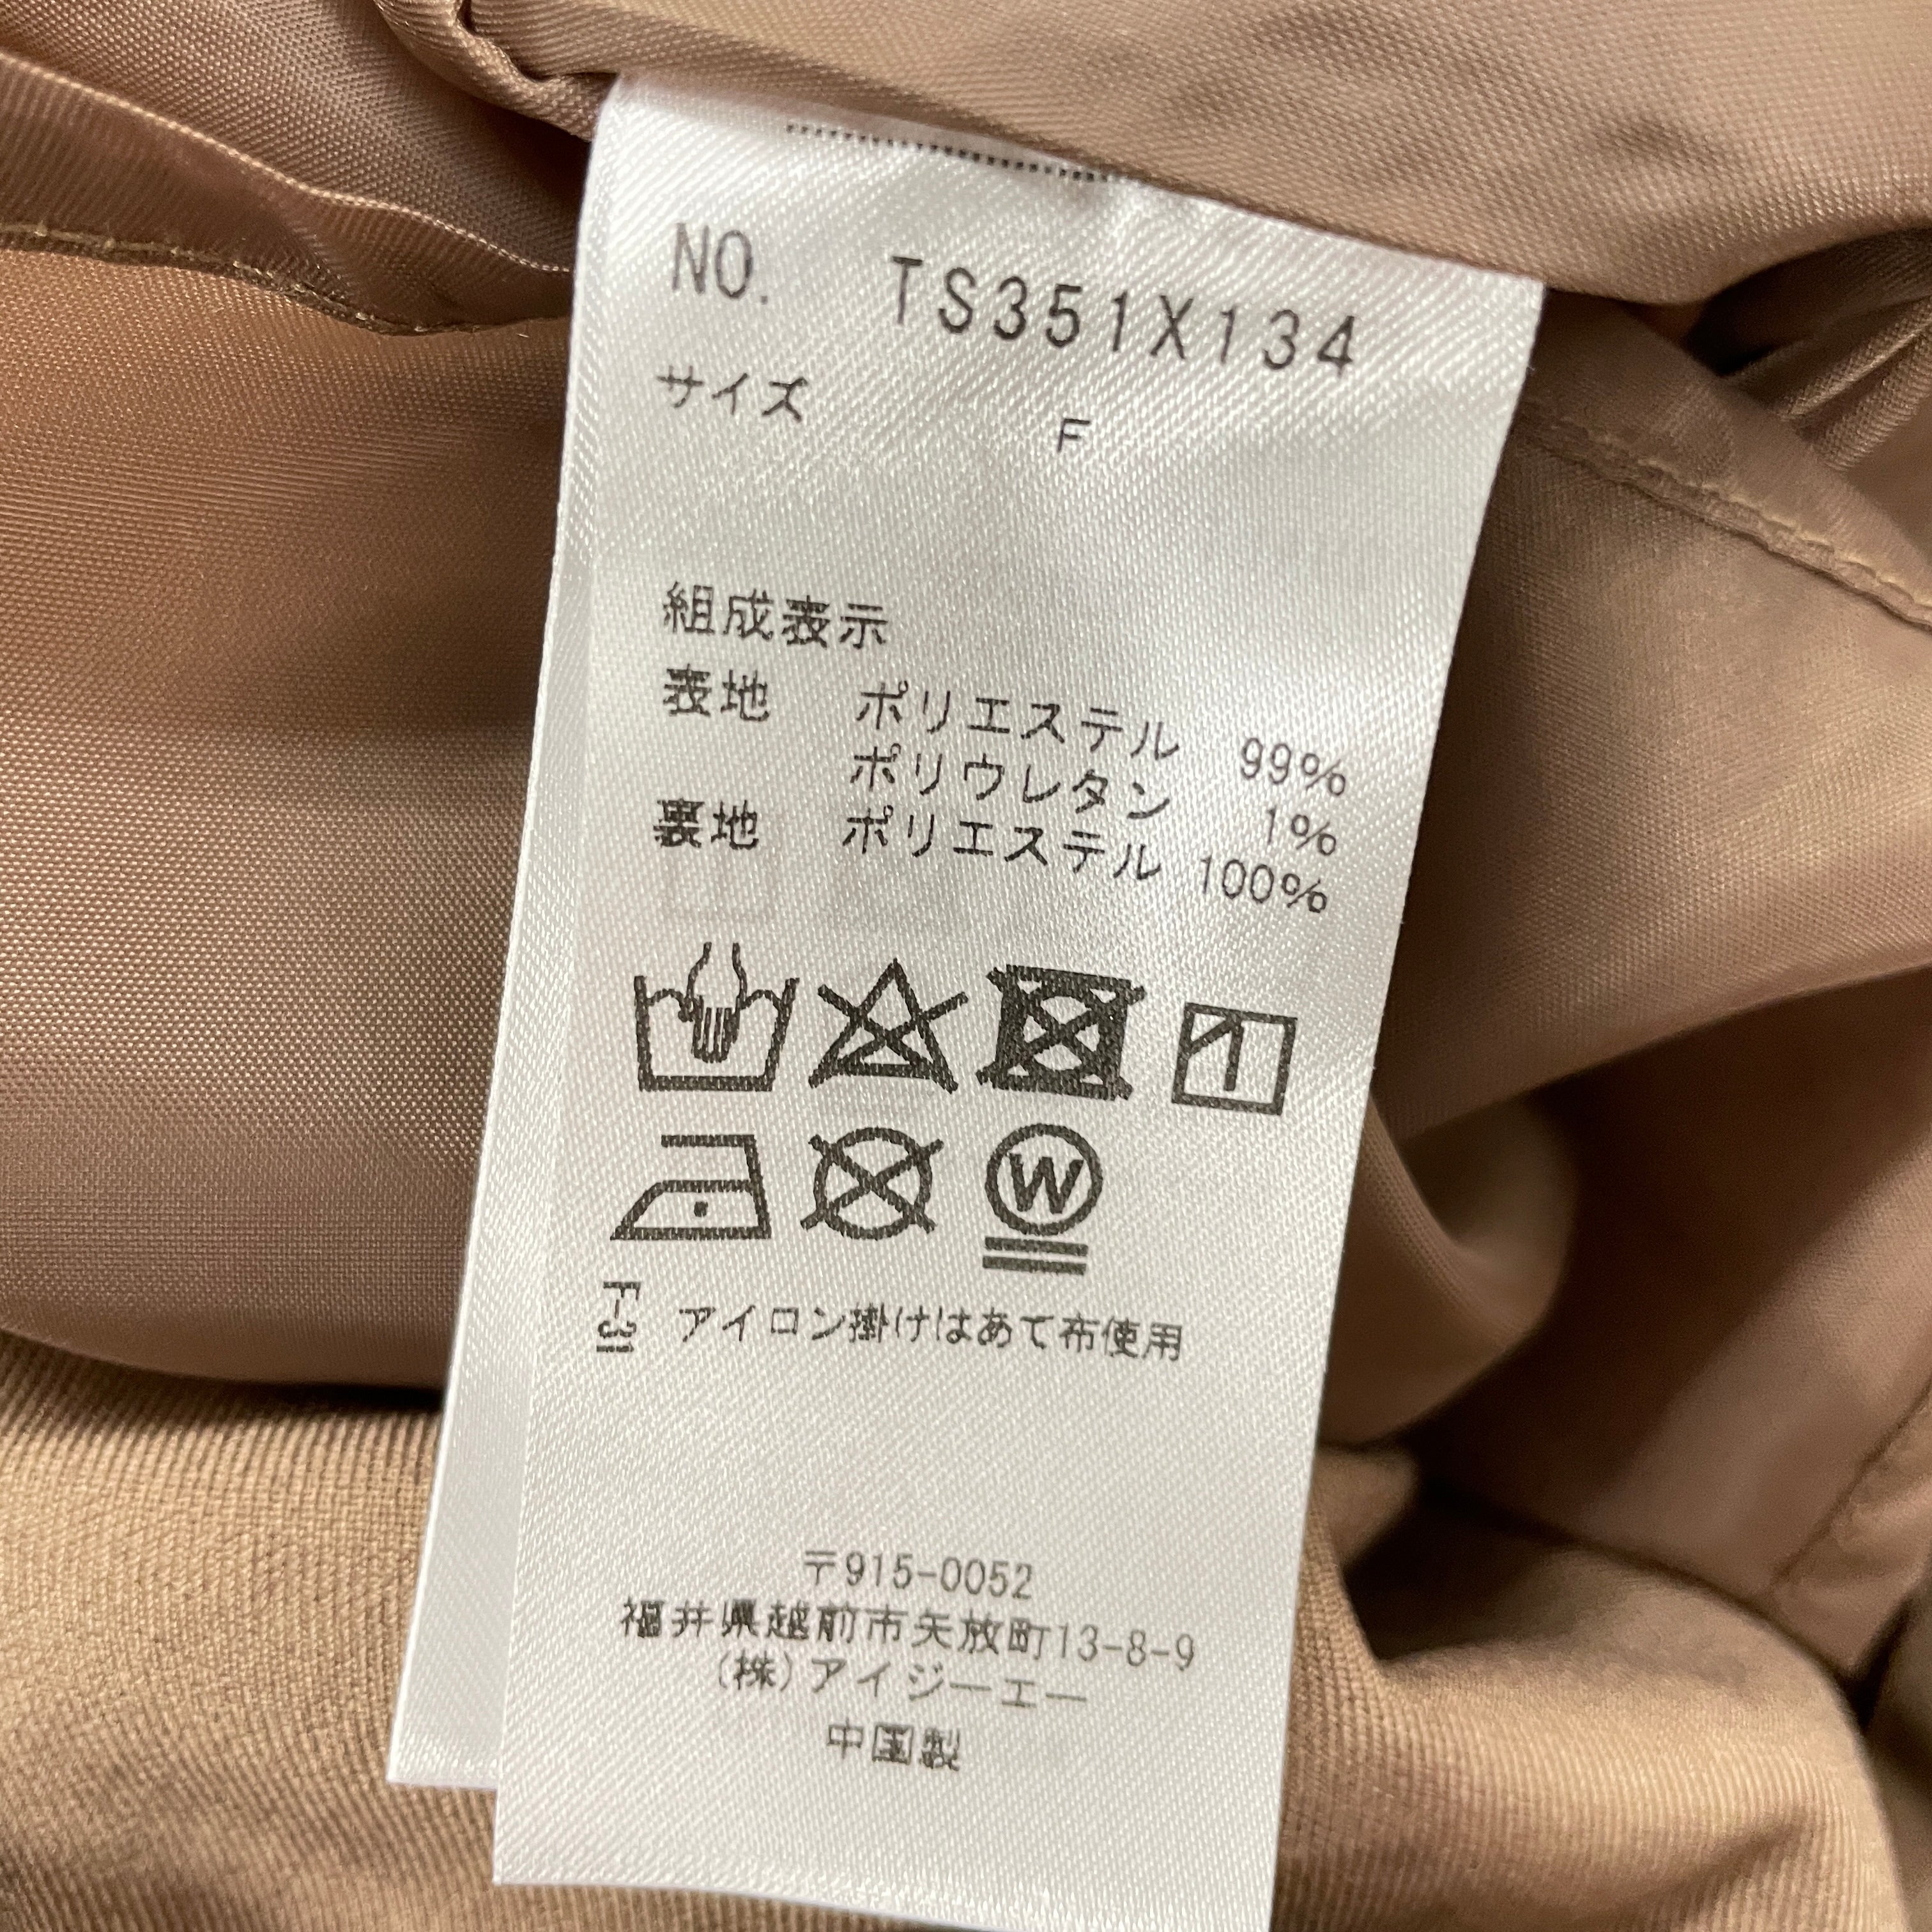 NO. TS351X134
サイズ F
組成表示
表地 ポリエステル 99%
ポリウレタン 1%
裏地 ポリエステル 100%
W
F-31 アイロン掛けはあて布使用
〒915-0052
福井県越前市矢放町13-8-9
(株)アイジーエー
中国製